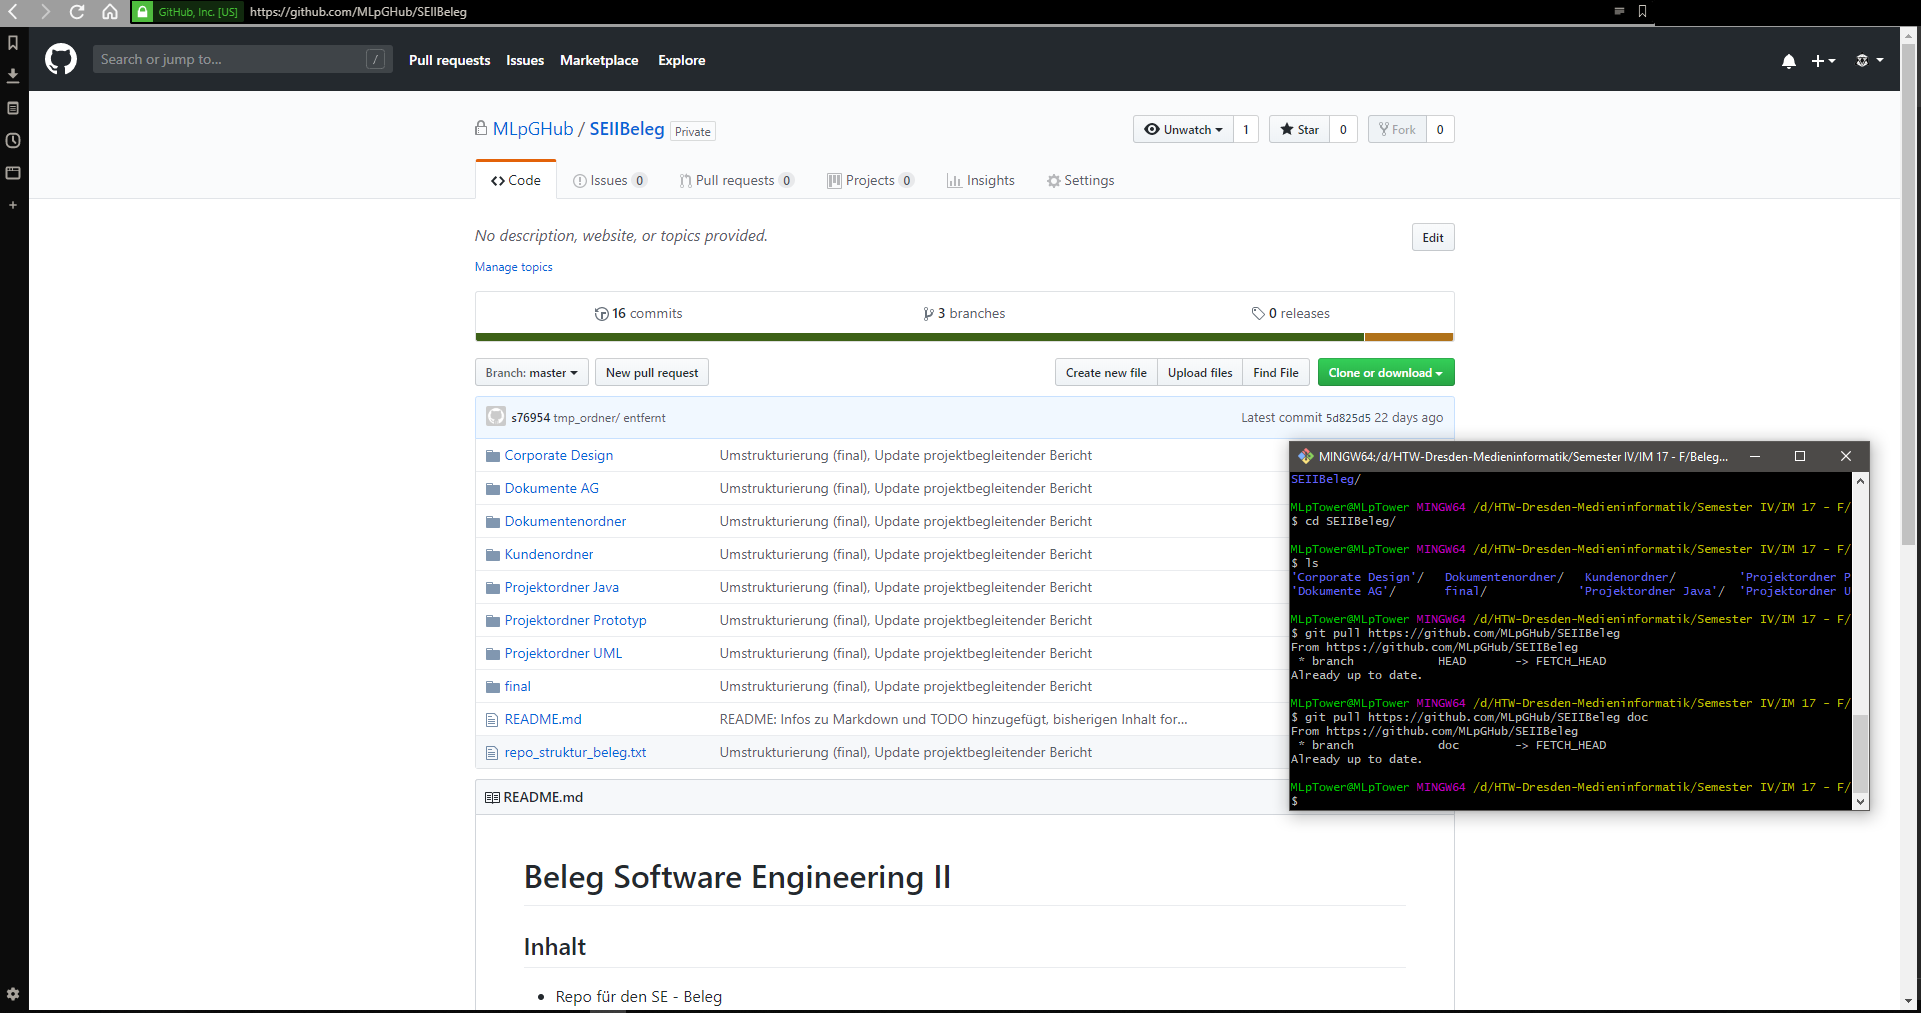 GitHub, Inc. [US] https://github.com/MLpGHub/SEIIBeleg
Search or jump to... /
Pull requests Issues Marketplace Explore
MLpGHub / SEIIBeleg Private
Unwatch 1 Star 0 Fork 0
Code Issues 0 Pull requests 0 Projects 0 Insights Settings
No description, website, or topics provided.
Edit
Manage topics
16 commits 3 branches 0 releases
Branch: master New pull request Create new file Upload files Find File Clone or download
s76954 tmp_ordner/ entfernt Latest commit 5d825d5 22 days ago
Corporate Design Umstrukturierung (final), Update projektbegleitender Bericht
Dokumente AG Umstrukturierung (final), Update projektbegleitender Bericht
Dokumentenordner Umstrukturierung (final), Update projektbegleitender Bericht
Kundenordner Umstrukturierung (final), Update projektbegleitender Bericht
Projektordner Java Umstrukturierung (final), Update projektbegleitender Bericht
Projektordner Prototyp Umstrukturierung (final), Update projektbegleitender Bericht
Projektordner UML Umstrukturierung (final), Update projektbegleitender Bericht
final Umstrukturierung (final), Update projektbegleitender Bericht
README.md README: Infos zu Markdown und TODO hinzugefügt, bisherigen Inhalt for...
repo_struktur_beleg.txt Umstrukturierung (final), Update projektbegleitender Bericht
README.md
Beleg Software Engineering II
Inhalt
• Repo für den SE - Beleg
MINGW64:/d/HTW-Dresden-Medieninformatik/Semester IV/IM 17 - F/Beleg...
SEIIBeleg/
MLpTower@MLpTower MINGW64 /d/HTW-Dresden-Medieninformatik/Semester IV/IM 17 - F/
$ cd SEIIBeleg/
MLpTower@MLpTower MINGW64 /d/HTW-Dresden-Medieninformatik/Semester IV/IM 17 - F/
$ ls
'Corporate Design'/ Dokumentenordner/ Kundenordner/ 'Projektordner P
'Dokumente AG'/ final/ 'Projektordner Java'/ 'Projektordner U
MLpTower@MLpTower MINGW64 /d/HTW-Dresden-Medieninformatik/Semester IV/IM 17 - F/
$ git pull https://github.com/MLpGHub/SEIIBeleg
From https://github.com/MLpGHub/SEIIBeleg
* branch HEAD -> FETCH_HEAD
Already up to date.
MLpTower@MLpTower MINGW64 /d/HTW-Dresden-Medieninformatik/Semester IV/IM 17 - F/
$ git pull https://github.com/MLpGHub/SEIIBeleg doc
From https://github.com/MLpGHub/SEIIBeleg
* branch doc -> FETCH_HEAD
Already up to date.
MLpTower@MLpTower MINGW64 /d/HTW-Dresden-Medieninformatik/Semester IV/IM 17 - F/
$